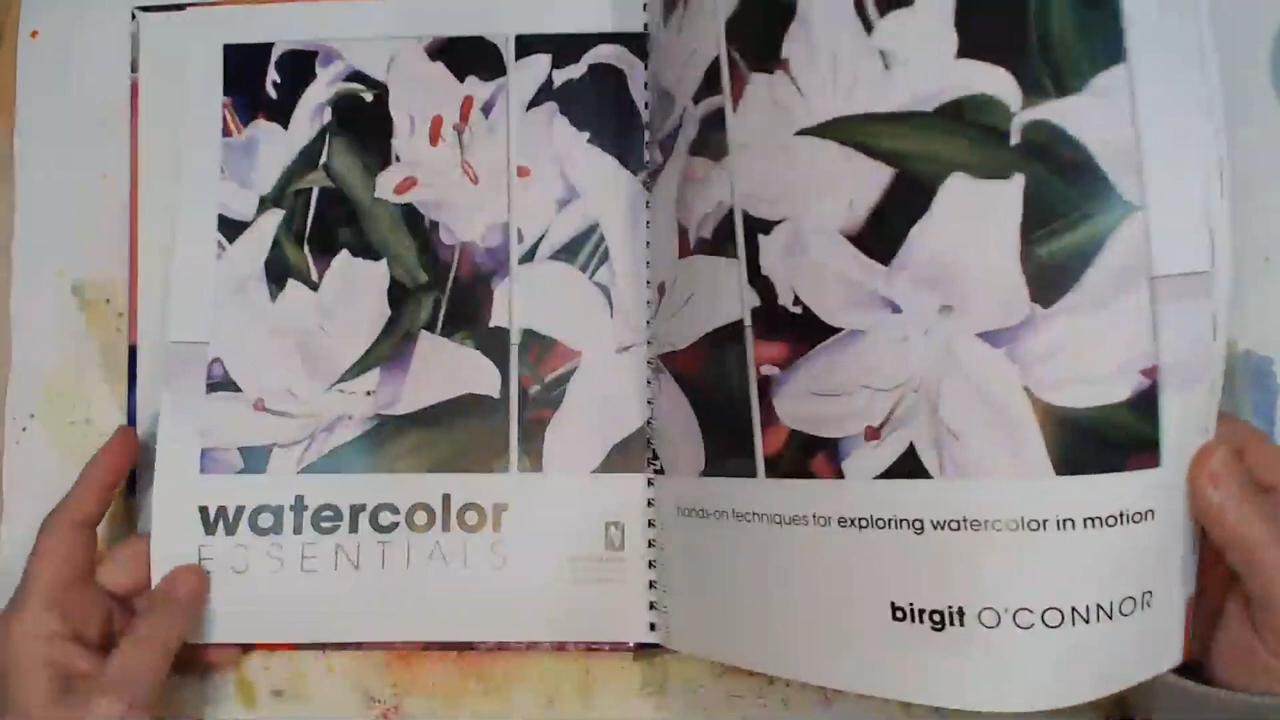 watercolor
ESSENTIALS
hands-on techniques for exploring watercolor in motion
birgit O'CONNOR